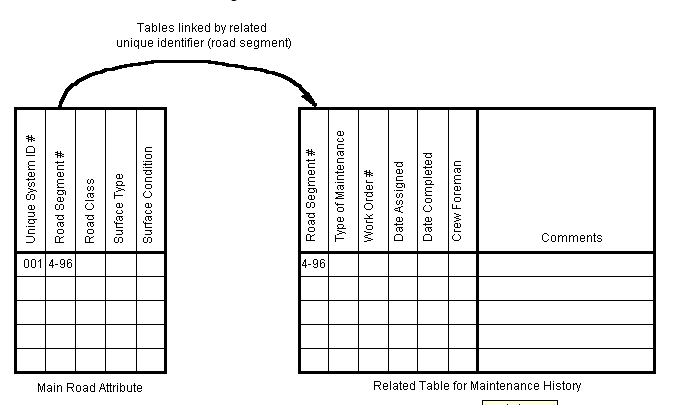 Tables linked by related
unique identifier (road segment)
Unique System ID #
Road Segment #
Road Class
Surface Type
Surface Condition
Road Segment #
Type of Maintenance
Work Order #
Date Assigned
Date Completed
Crew Foreman
Comments
001 4-96
4-96
Main Road Attribute
Related Table for Maintenance History